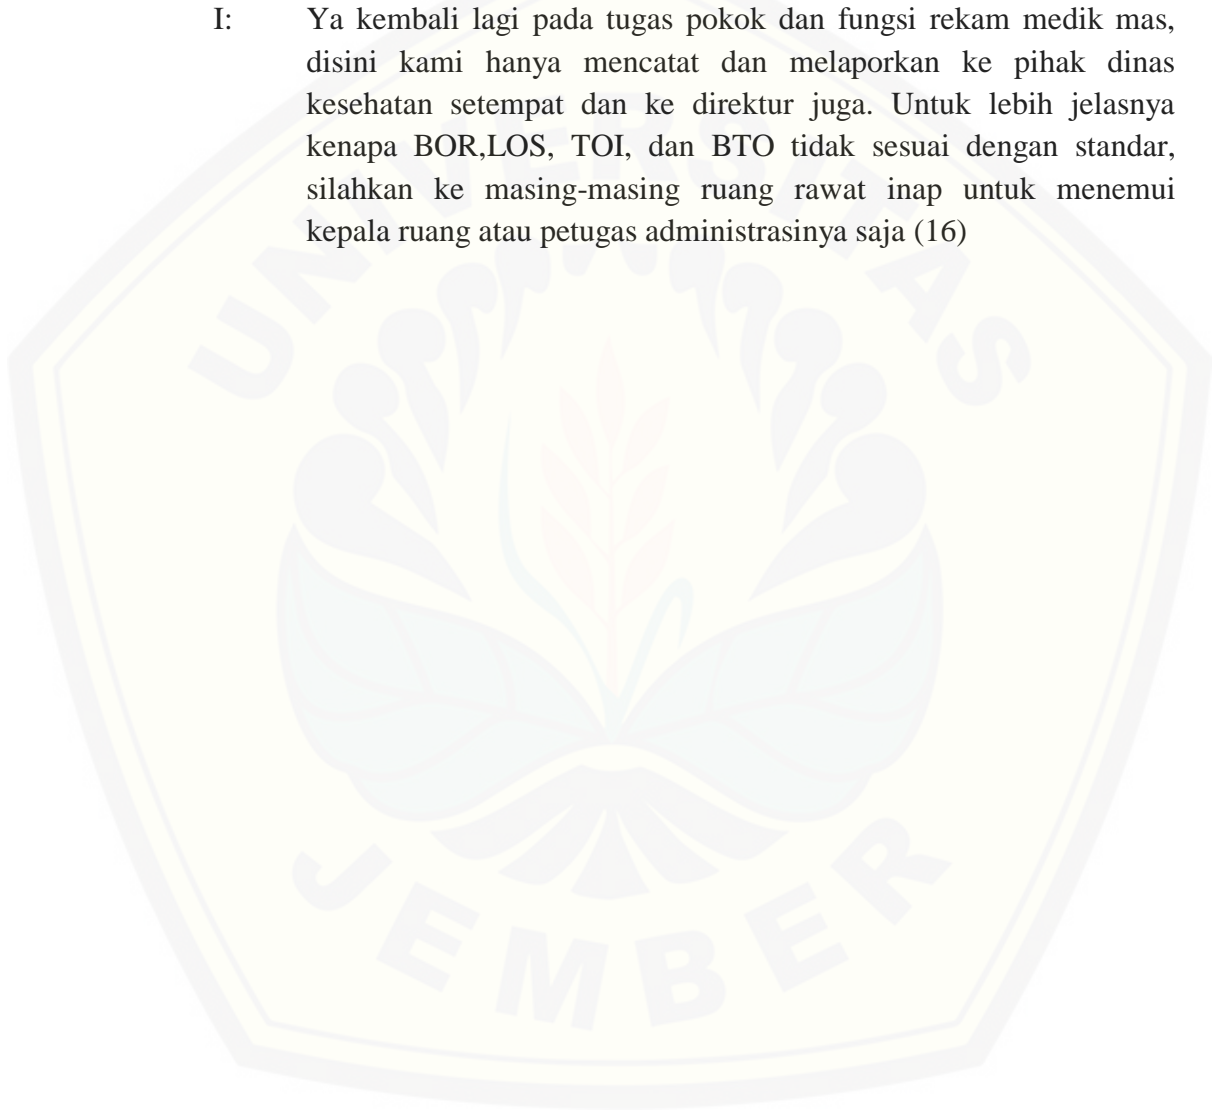 I: Ya kembali lagi pada tugas pokok dan fungsi rekam medik mas,
disini kami hanya mencatat dan melaporkan ke pihak dinas
kesehatan setempat dan ke direktur juga. Untuk lebih jelasnya
kenapa BOR,LOS, TOI, dan BTO tidak sesuai dengan standar,
silahkan ke masing-masing ruang rawat inap untuk menemui
kepala ruang atau petugas administrasinya saja (16)
UNIVERSITAS
JEMBER